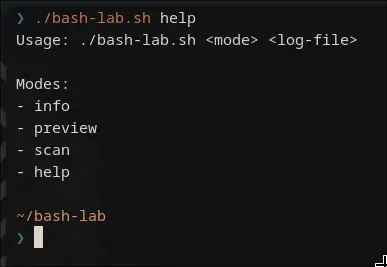 ❯ ./bash-lab.sh help
Usage: ./bash-lab.sh <mode> <log-file>
Modes:
- info
- preview
- scan
- help
~/bash-lab
❯